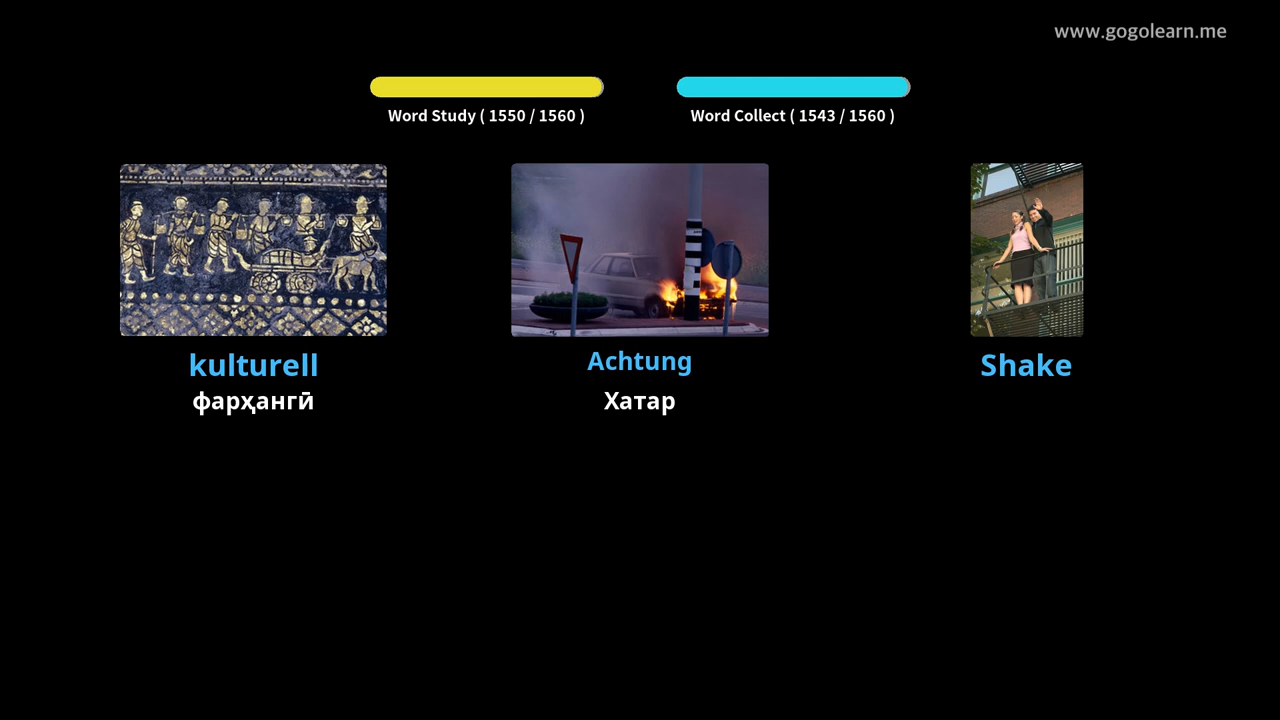 www.gogolearn.me
Word Study ( 1550 / 1560 )
Word Collect ( 1543 / 1560 )
kulturell
фарҳангӣ
Achtung
Хатар
Shake